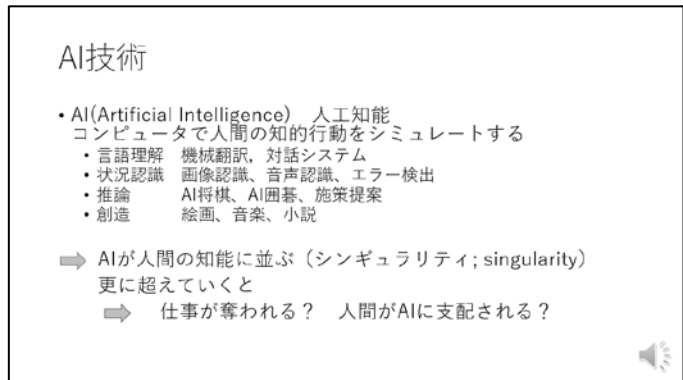 AI技術
• AI(Artificial Intelligence) 人工知能
コンピュータで人間の知的行動をシミュレートする
• 言語理解 機械翻訳, 対話システム
• 状況認識 画像認識、音声認識、エラー検出
• 推論 AI将棋、AI囲碁、施策提案
• 創造 絵画、音楽、小説
AIが人間の知能に並ぶ（シンギュラリティ; singularity）
更に超えていくと
仕事が奪われる？ 人間がAIに支配される？